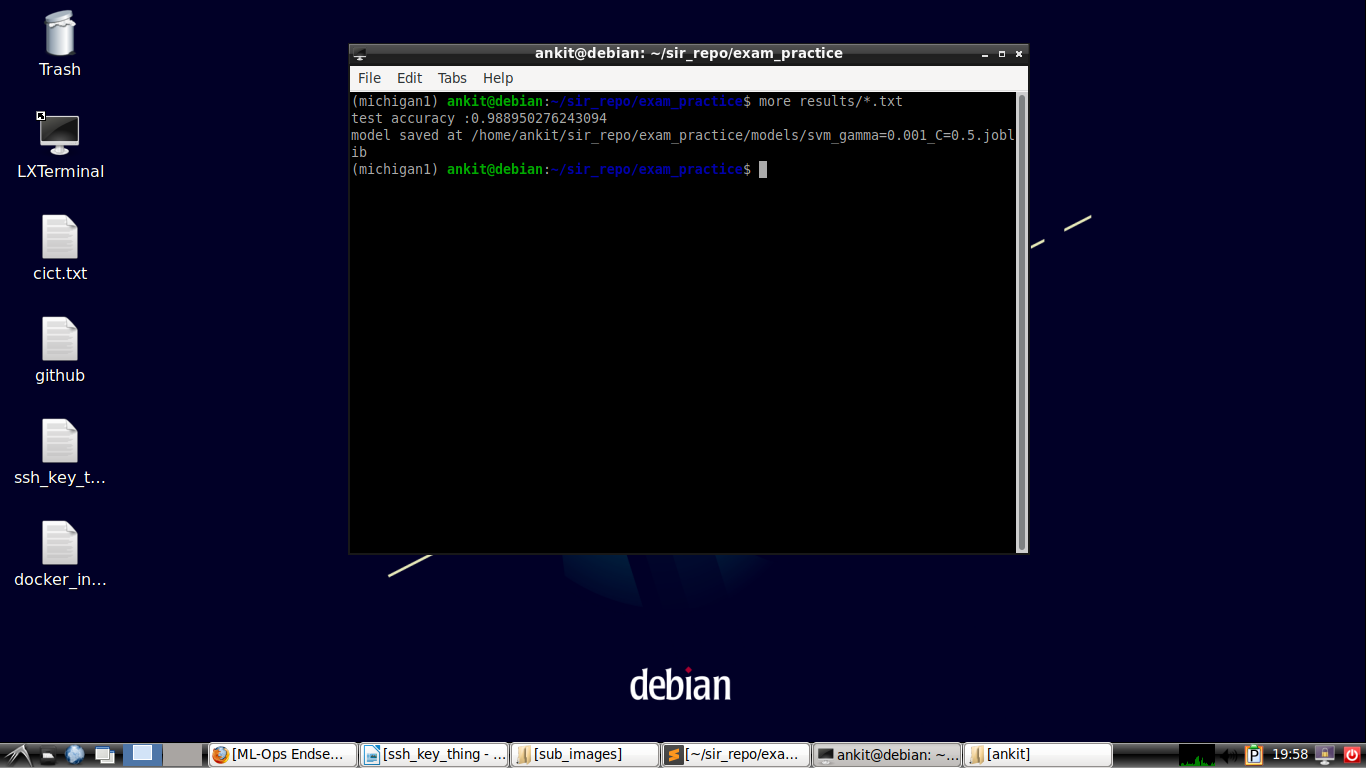 Trash
LXTerminal
cict.txt
github
ssh_key_t...
docker_in...
ankit@debian: ~/sir_repo/exam_practice
File Edit Tabs Help
(michigan1) ankit@debian:~/sir_repo/exam_practice$ more results/*.txt
test accuracy :0.988950276243094
model saved at /home/ankit/sir_repo/exam_practice/models/svm_gamma=0.001_C=0.5.jobl
ib
(michigan1) ankit@debian:~/sir_repo/exam_practice$
debian
[ML-Ops Endse... [ssh_key_thing - ... [sub_images] [~/sir_repo/exa... ankit@debian: ~... [ankit] P 19:58